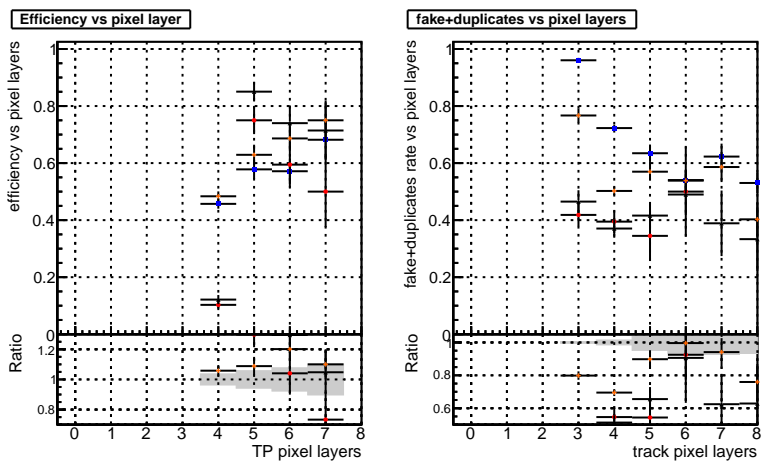 Efficiency vs pixel layer
efficiency vs pixel layers
1
0.8
0.6
0.4
0.2
0
Ratio
1.2
1
0.8
0 1 2 3 4 5 6 7 8
TP pixel layers
fake+duplicates vs pixel layers
fake+duplicates rate vs pixel layers
1
0.8
0.6
0.4
0.2
0
Ratio
0.8
0.6
0 1 2 3 4 5 6 7 8
track pixel layers